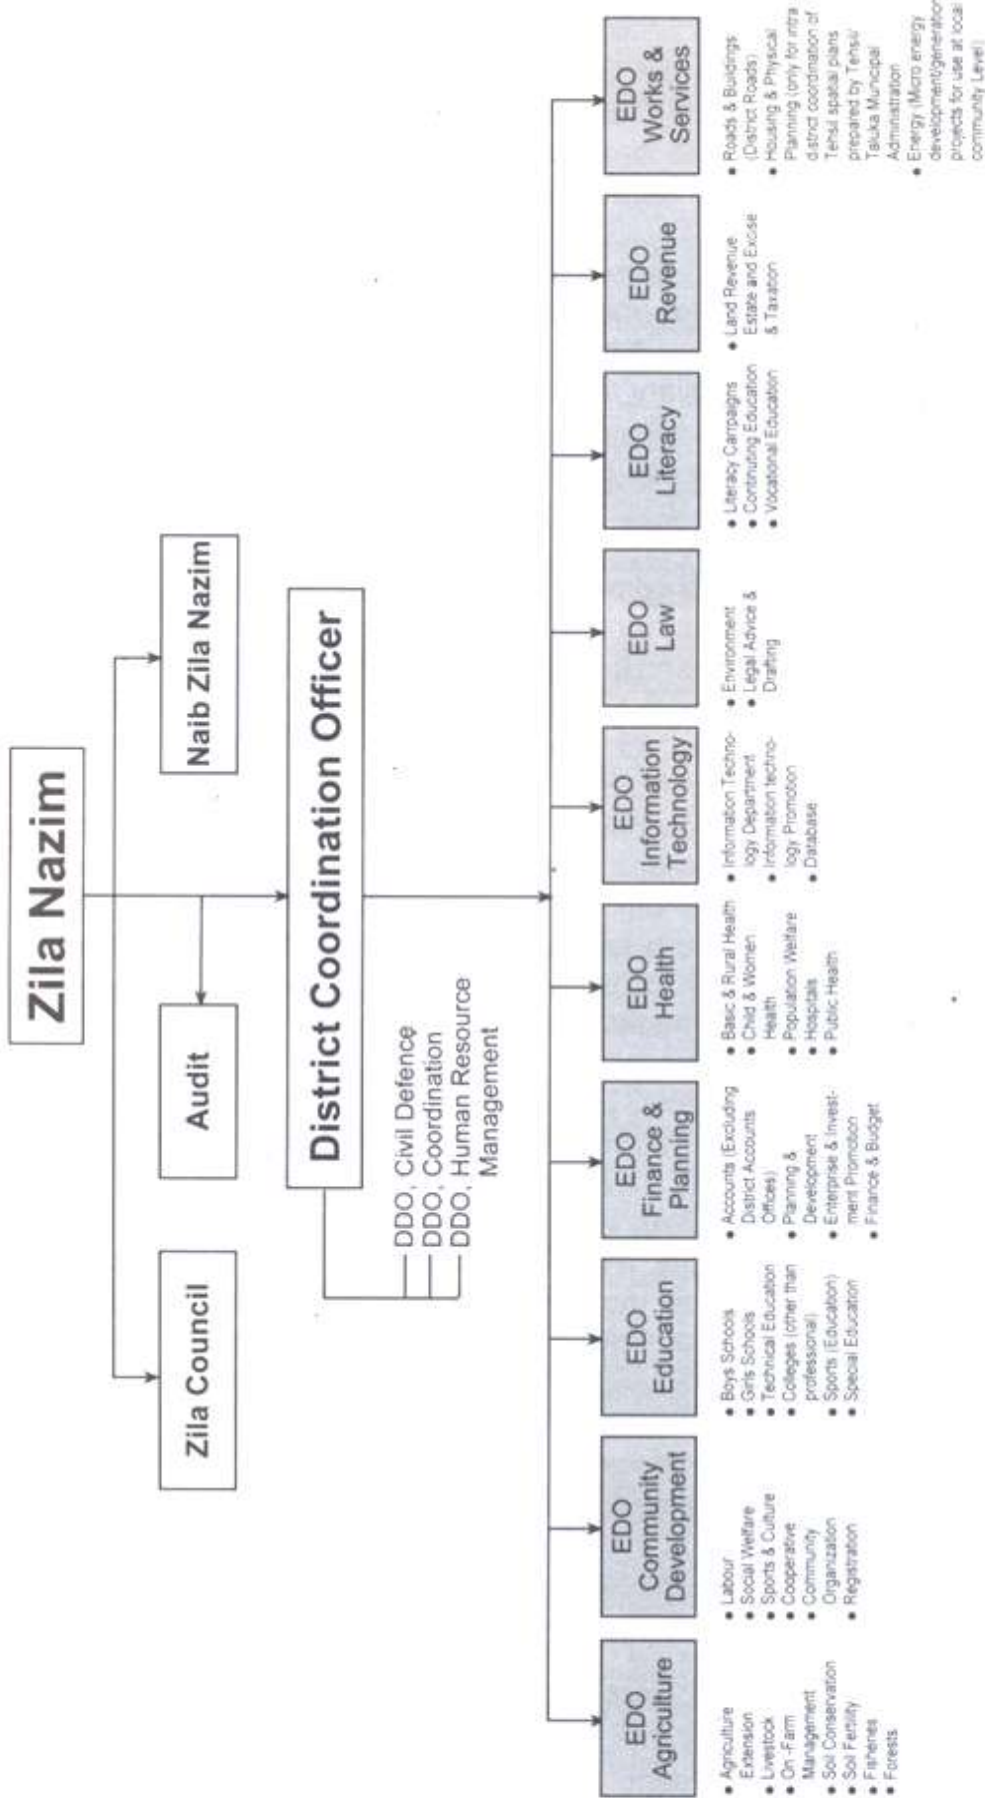 Zila Nazim
Zila Council
Audit
Naib Zila Nazim
District Coordination Officer
DDO, Civil Defence
DDO, Coordination
DDO, Human Resource
Management
EDO
Agriculture
• Agriculture
Extension
• Livestock
• On -Farm
Management
• Soil Conservation
• Soil Fertility
• Fisheries
• Forests
EDO
Community
Development
• Labour
• Social Welfare
• Sports & Culture
• Cooperative
• Community
Organization
• Registration
EDO
Education
• Boys Schools
• Girls Schools
• Technical Education
• Colleges (other than
professional)
• Sports (Education)
• Special Education
EDO
Finance &
Planning
• Accounts (Excluding
District Accounts
Offices)
• Planning &
Development
• Enterprise & Invest-
ment Promotion
• Finance & Budget
EDO
Health
• Basic & Rural Health
• Child & Women
Health
• Population Welfare
• Hospitals
• Public Health
EDO
Information
Technology
• Information Techno-
logy Department
• Information techno-
logy Promotion
• Database
EDO
Law
• Environment
• Legal Advice &
Drafting
EDO
Literacy
• Literacy Campaigns
• Continuting Education
• Vocational Education
EDO
Revenue
• Land Revenue
Estate and Excise
& Taxation
EDO
Works &
Services
• Roads & Buildings
(District Roads)
• Housing & Physical
Planning (only for intra
district coordination of
Tehsil spatial plans
prepared by Tehsil/
Taluka Municipal
Administration
• Energy (Micro energy
development/generation
projects for use at local
community Level)